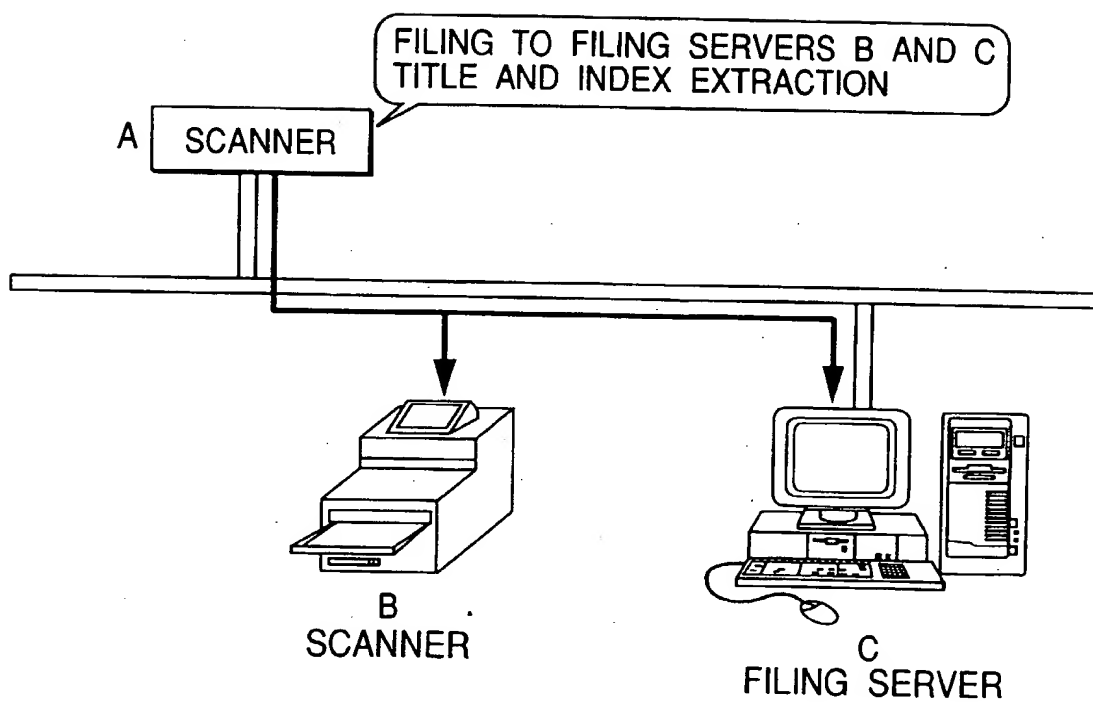 FILING TO FILING SERVERS B AND C
TITLE AND INDEX EXTRACTION
A
SCANNER
B
SCANNER
C
FILING SERVER